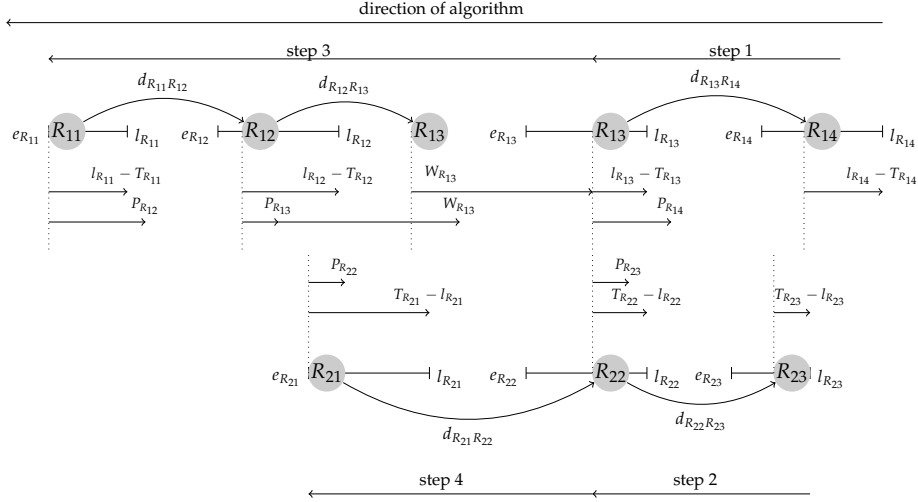 direction of algorithm
step 3 step 1
d_{R_{11}R_{12}} d_{R_{12}R_{13}} d_{R_{13}R_{14}}
e_{R_{11}} R_{11} l_{R_{11}} e_{R_{12}} R_{12} l_{R_{12}} R_{13} e_{R_{13}} R_{13} l_{R_{13}} e_{R_{14}} R_{14} l_{R_{14}}
l_{R_{11}} − T_{R_{11}} l_{R_{12}} − T_{R_{12}} W_{R_{13}} l_{R_{13}} − T_{R_{13}} l_{R_{14}} − T_{R_{14}}
P_{R_{12}} P_{R_{13}} W_{R_{13}} P_{R_{14}}
P_{R_{22}} P_{R_{23}}
T_{R_{21}} − l_{R_{21}} T_{R_{22}} − l_{R_{22}} T_{R_{23}} − l_{R_{23}}
e_{R_{21}} R_{21} l_{R_{21}} e_{R_{22}} R_{22} l_{R_{22}} e_{R_{23}} R_{23} l_{R_{23}}
d_{R_{21}R_{22}} d_{R_{22}R_{23}}
step 4 step 2